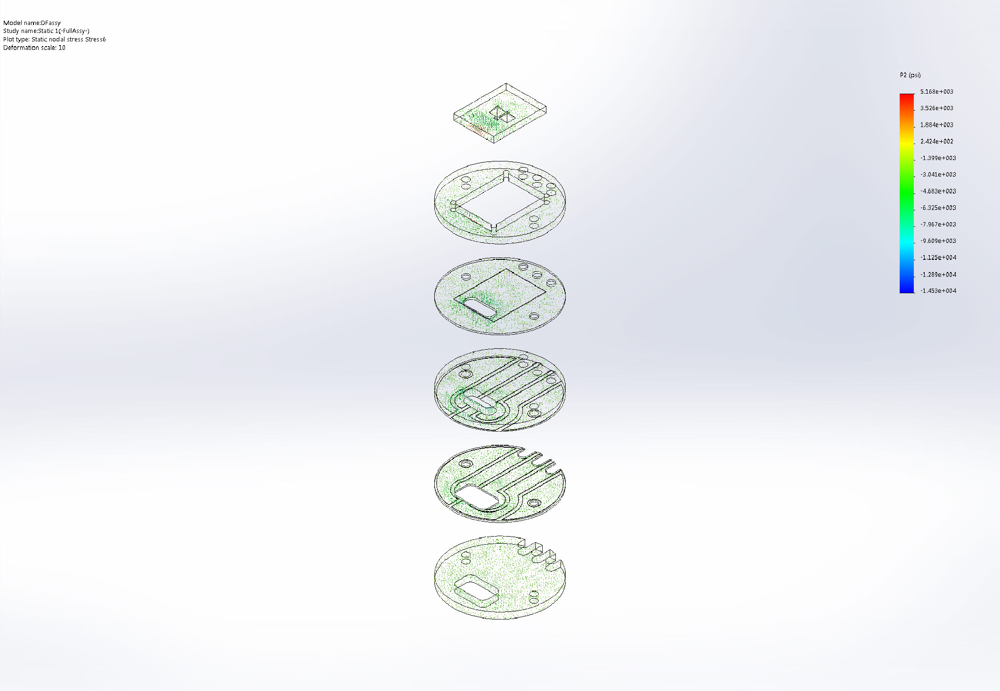 Model name:DFassy
Study name:Static 1(-FullAssy-)
Plot type: Static nodal stress Stress6
Deformation scale: 10
P2 (psi)
5.168e+003
3.526e+003
1.884e+003
2.424e+002
-1.399e+003
-3.041e+003
-4.683e+003
-6.325e+003
-7.967e+003
-9.609e+003
-1.125e+004
-1.289e+004
-1.453e+004